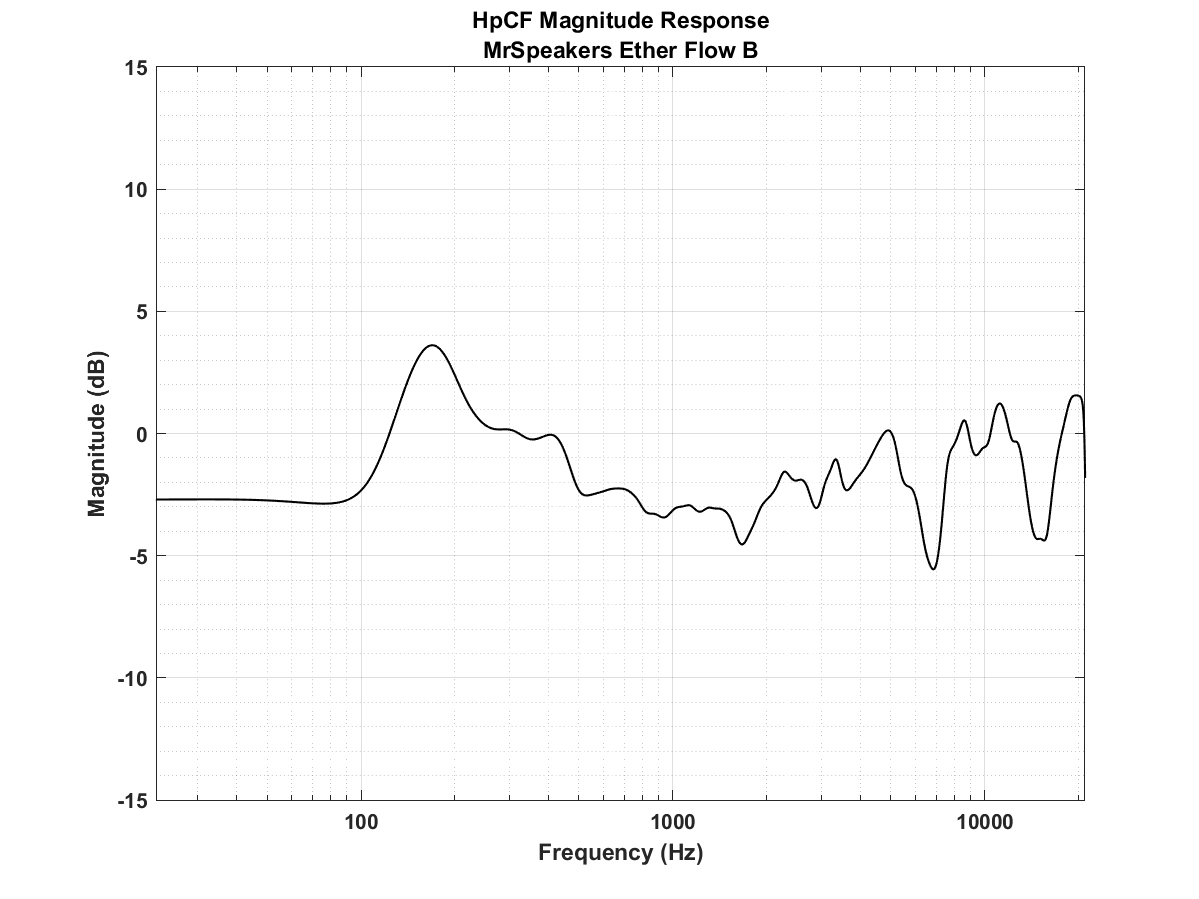 HpCF Magnitude Response
MrSpeakers Ether Flow B
15
10
5
0
-5
-10
-15
Magnitude (dB)
100
1000
10000
Frequency (Hz)